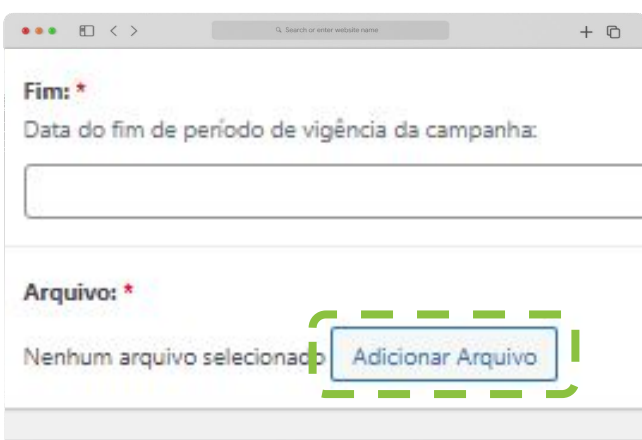 Search or enter website name
Fim: *
Data do fim de período de vigência da campanha:
Arquivo: *
Nenhum arquivo selecionado Adicionar Arquivo